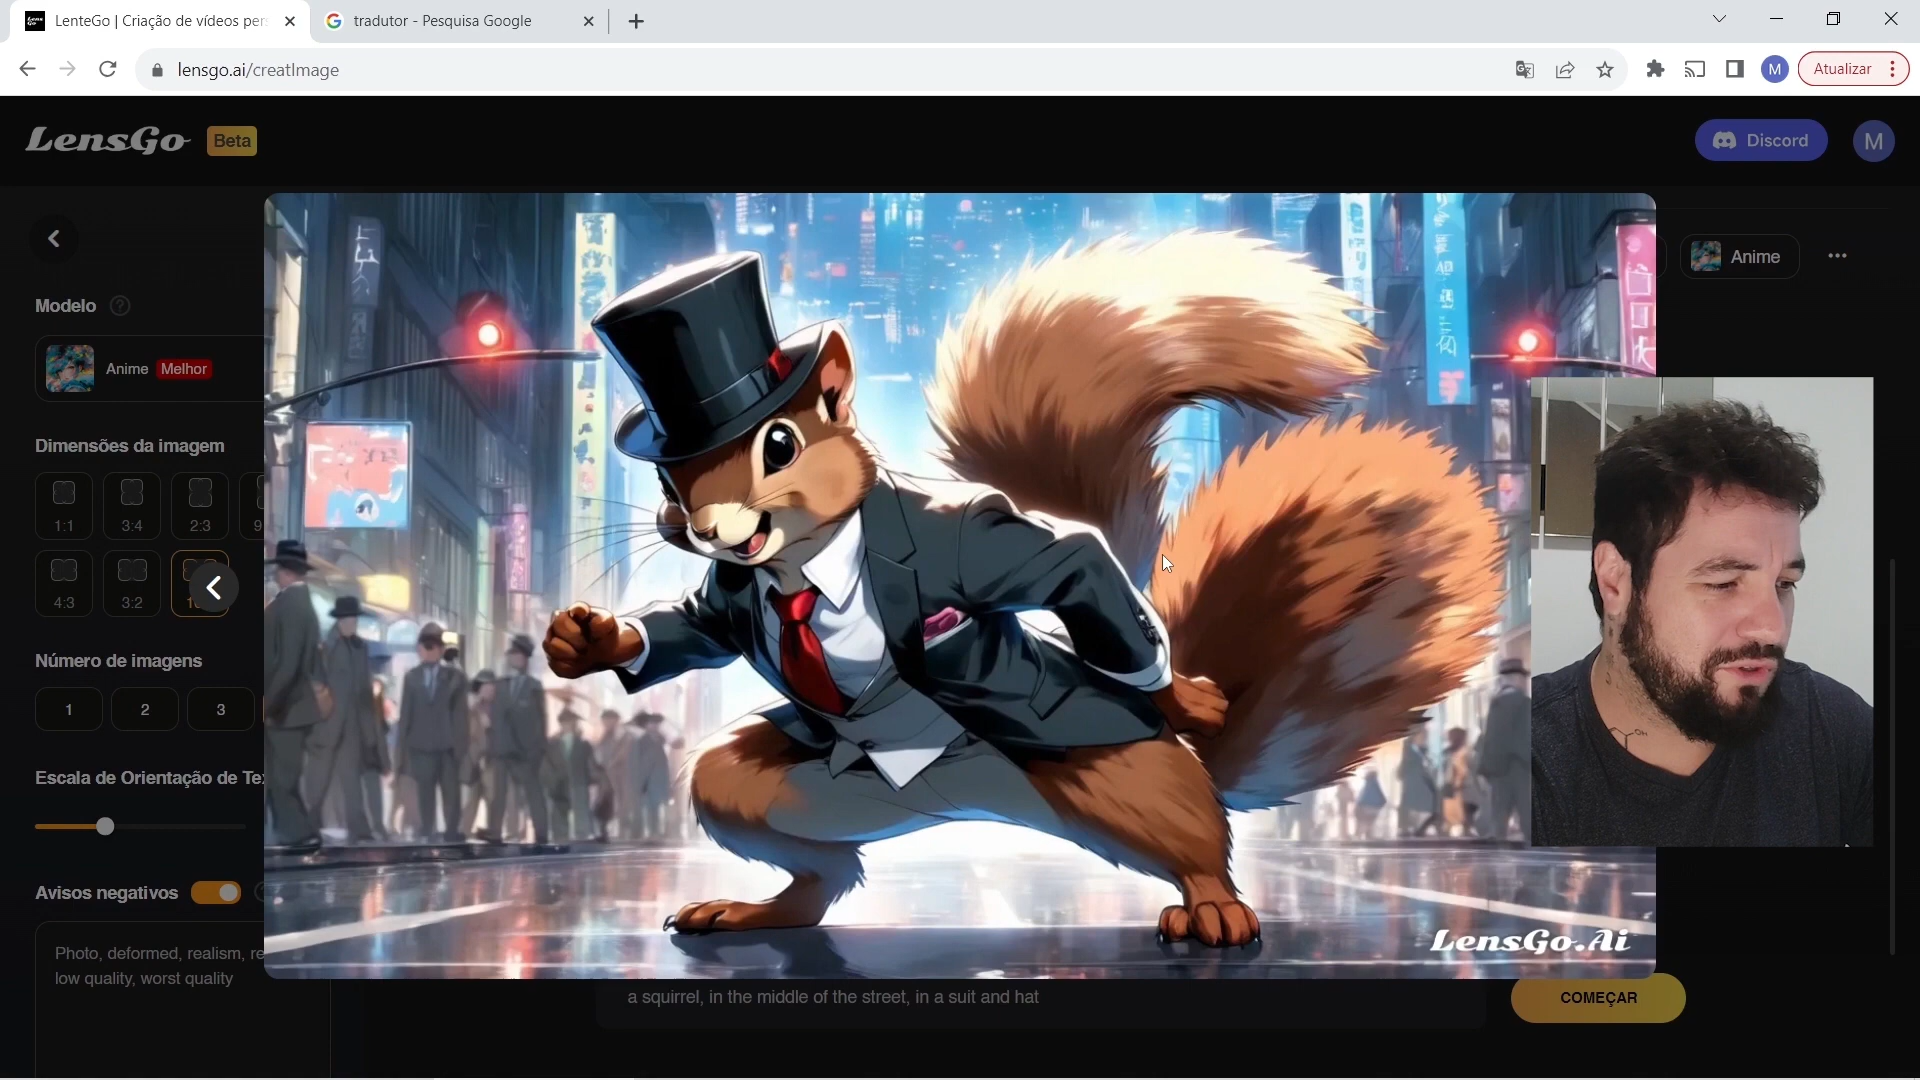 LenteGo | Criação de vídeos per
tradutor - Pesquisa Google
lensgo.ai/creatImage
M
Atualizar
LensGo
Beta
Discord
M
Modelo
Anime
Melhor
Anime
Dimensões da imagem
1:1
3:4
2:3
9
4:3
3:2
Número de imagens
1
2
3
Escala de Orientação de Te
Avisos negativos
Photo, deformed, realism, re
low quality, worst quality
LensGo.Ai
a squirrel, in the middle of the street, in a suit and hat
COMEÇAR
OH